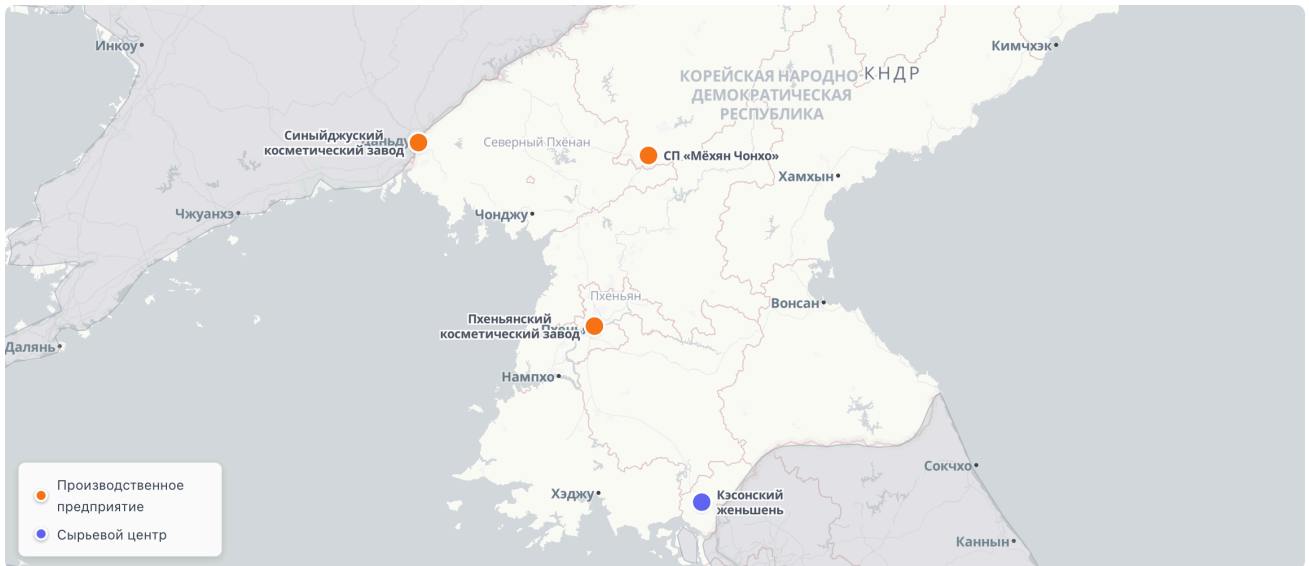 Инкоу
Кимчхэк
КОРЕЙСКАЯ НАРОДНО-
ДЕМОКРАТИЧЕСКАЯ
РЕСПУБЛИКА
КНДР
Синыйджуский
косметический завод
Северный Пхёнан
СП «Мёхян Чонхо»
Хамхын
Чжуанхэ
Чонджу
Пхеньян
Вонсан
Пхеньянский
косметический завод
Далянь
Нампхо
Сокчхо
Хэджу
Кэсонский
женьшень
Каннын
Производственное
предприятие
Сырьевой центр